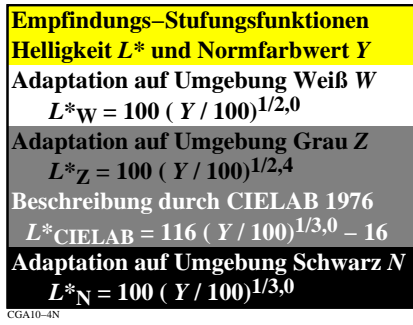 Empfindungs−Stufungsfunktionen
Helligkeit L* und Normfarbwert Y
Adaptation auf Umgebung Weiß W
L*W = 100 ( Y / 100)1/2,0
Adaptation auf Umgebung Grau Z
L*Z = 100 ( Y / 100)1/2,4
Beschreibung durch CIELAB 1976
L*CIELAB = 116 ( Y / 100)1/3,0 − 16
Adaptation auf Umgebung Schwarz N
L*N = 100 ( Y / 100)1/3,0
CGA10−4N